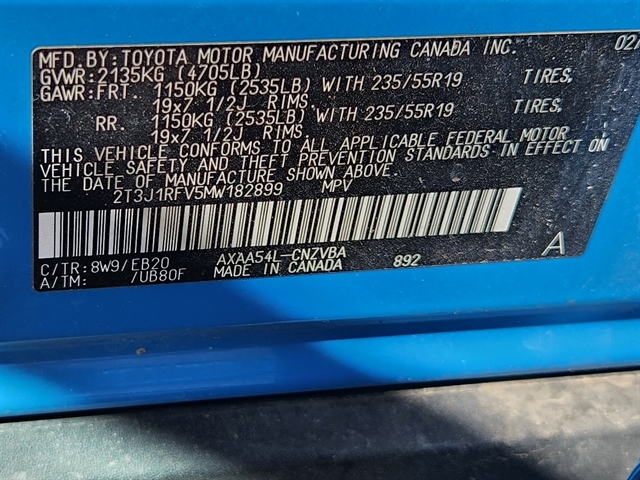 MFD.BY:TOYOTA MOTOR MANUFACTURING CANADA INC. 02/
GVWR:2135KG (4705LB)
GAWR:FRT. 1150KG (2535LB) WITH 235/55R19 TIRES.
19x7 1/2J RIMS.
RR. 1150KG (2535LB) WITH 235/55R19 TIRES.
19x7 1/2J RIMS.
THIS VEHICLE CONFORMS TO ALL APPLICABLE FEDERAL MOTOR
VEHICLE SAFETY AND THEFT PREVENTION STANDARDS IN EFFECT ON
THE DATE OF MANUFACTURE SHOWN ABOVE.
2T3J1RFV5MW182899 MPV
C/TR:8W9/EB20 AXAA54L-CNZVBA A
A/TM: /UB80F MADE IN CANADA 892